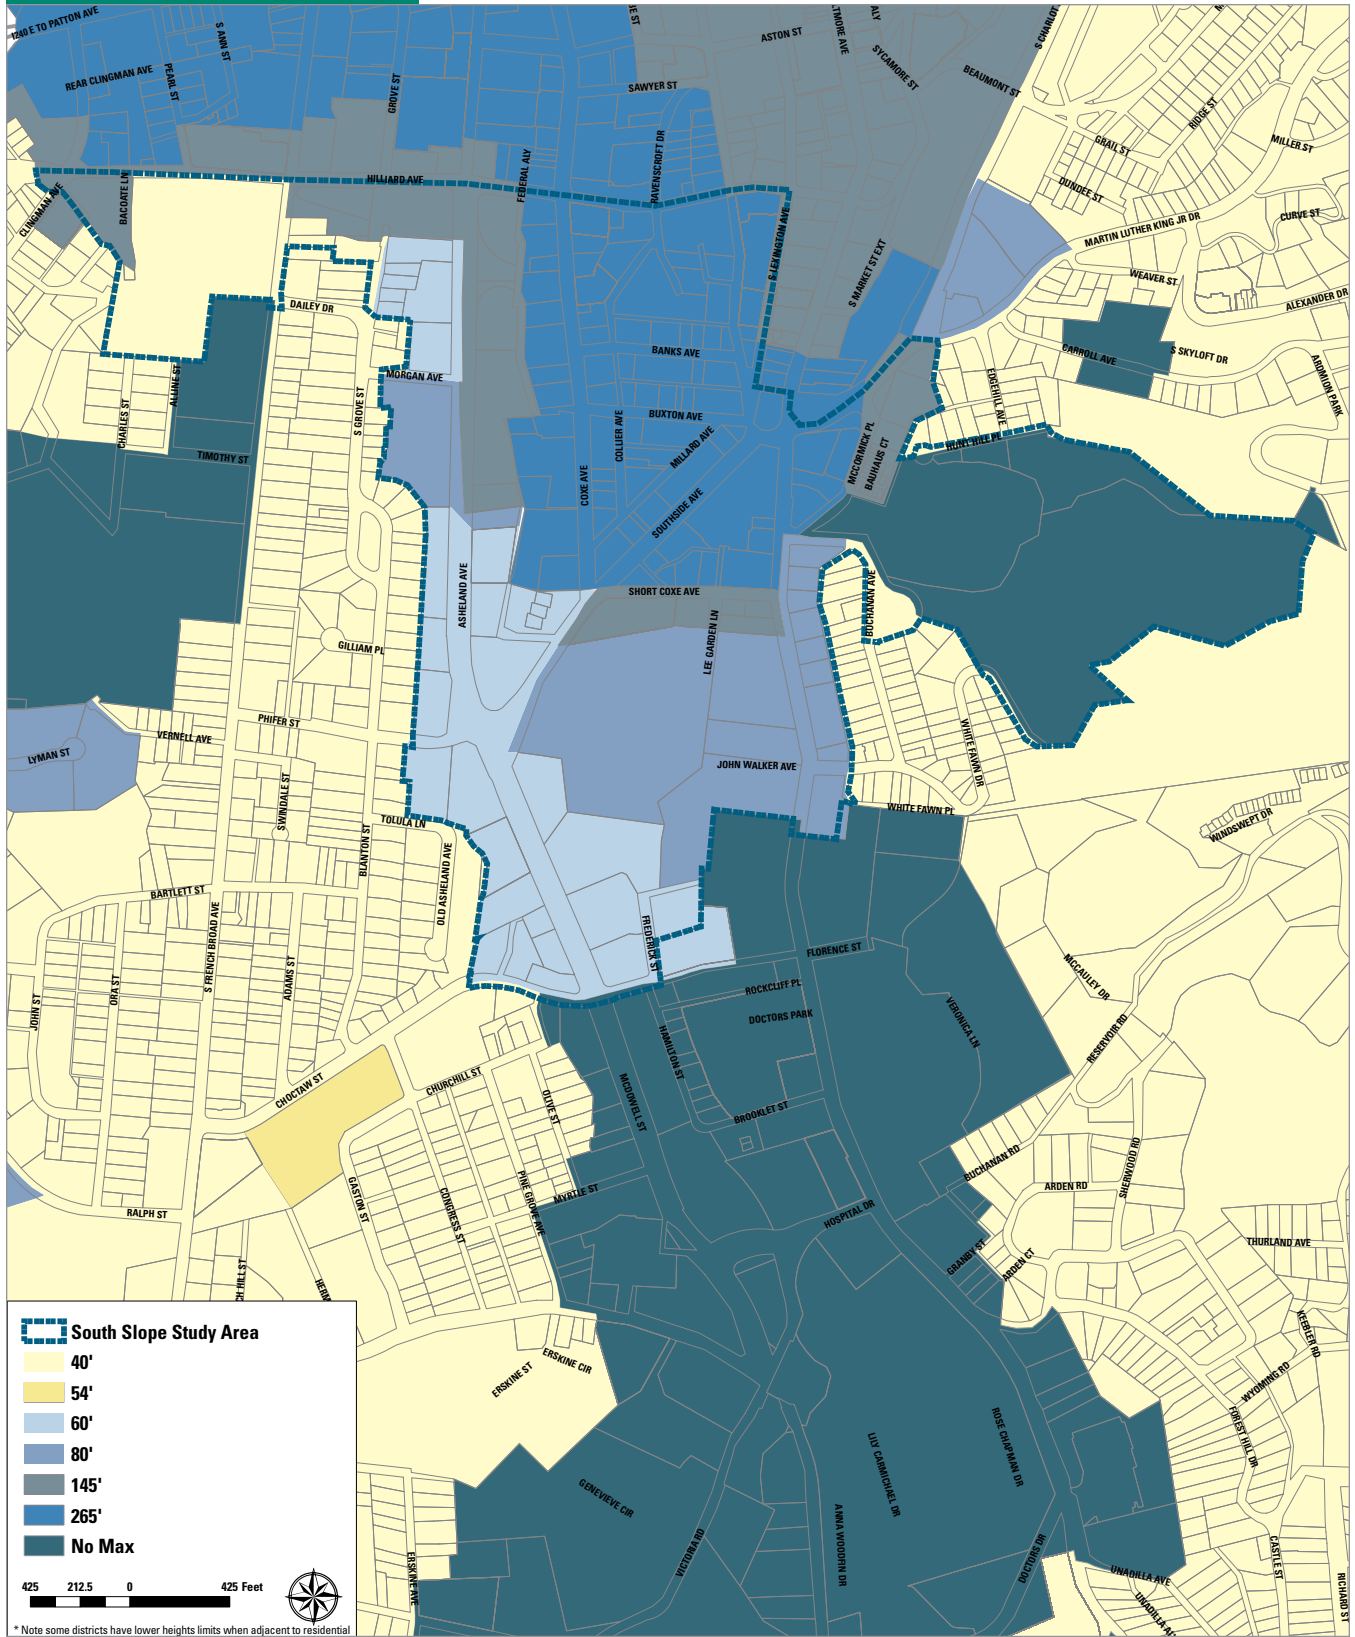 I240 E TO PATTON AVE
S ANN ST
REAR CLINGMAN AVE
PEARL ST
GROVE ST
SAWYER ST
ASTON ST
SYCAMORE ST
BEAUMONT ST
RAVENSCROFT DR
FEDERAL ALY
HILLIARD AVE
BACOATE LN
CLINGMAN AVE
GRAIL ST
RIDGE ST
MILLER ST
DUNDEE ST
MARTIN LUTHER KING JR DR
CURVE ST
WEAVER ST
ALEXANDER DR
S LEXINGTON AVE
S MARKET ST EXT
DAILEY DR
BANKS AVE
CARROLL AVE
S SKYLOFT DR
ARDMION PARK
MORGAN AVE
ALLINE ST
CHARLES ST
S GROVE ST
EDGEHILL AVE
BUXTON AVE
COLLIER AVE
MILLARD AVE
MCCORMICK PL
BAUHAUS CT
HUNT HILL PL
TIMOTHY ST
COXE AVE
SOUTHSIDE AVE
ASHELAND AVE
SHORT COXE AVE
BUCHANAN AVE
LEE GARDEN LN
GILLIAM PL
PHIFER ST
VERNELL AVE
LYMAN ST
WHITE FAWN DR
JOHN WALKER AVE
SWINDALE ST
TOLULA LN
WHITE FAWN PL
WINDSWEPT DR
BLANTON ST
OLD ASHELAND AVE
BARTLETT ST
S FRENCH BROAD AVE
FREDERICK ST
FLORENCE ST
ADAMS ST
ORA ST
JOHN ST
ROCKCLIFF PL
DOCTORS PARK
VERONICA LN
MCCAULEY DR
RESERVOIR RD
HAMILTON ST
MCDOWELL ST
CHOCTAW ST
CHURCHILL ST
OLIVE ST
BROOKLET ST
BUCHANAN RD
SHERWOOD RD
ARDEN RD
MYRTLE ST
PINE GROVE AVE
CONGRESS ST
GASTON ST
RALPH ST
HOSPITAL DR
GRANBY ST
ARDEN CT
THURLAND AVE
KEEBLER RD
WYOMING RD
FOREST HILL DR
ERSKINE ST
ERSKINE CIR
ROSE CHAPMAN DR
LILY CARMICHAEL DR
GENEVIEVE CIR
VICTORIA RD
ANNA WOODRN DR
DOCTORS DR
UNADILLA AVE
CASTLE ST
RICHARD ST
ERSKINE AVE
South Slope Study Area
40'
54'
60'
80'
145'
265'
No Max
425 212.5 0 425 Feet
* Note some districts have lower heights limits when adjacent to residential